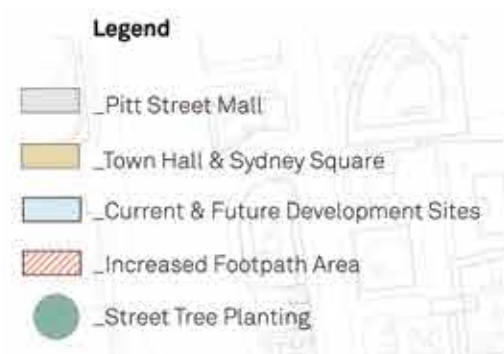 Legend
_Pitt Street Mall
_Town Hall & Sydney Square
_Current & Future Development Sites
_Increased Footpath Area
_Street Tree Planting